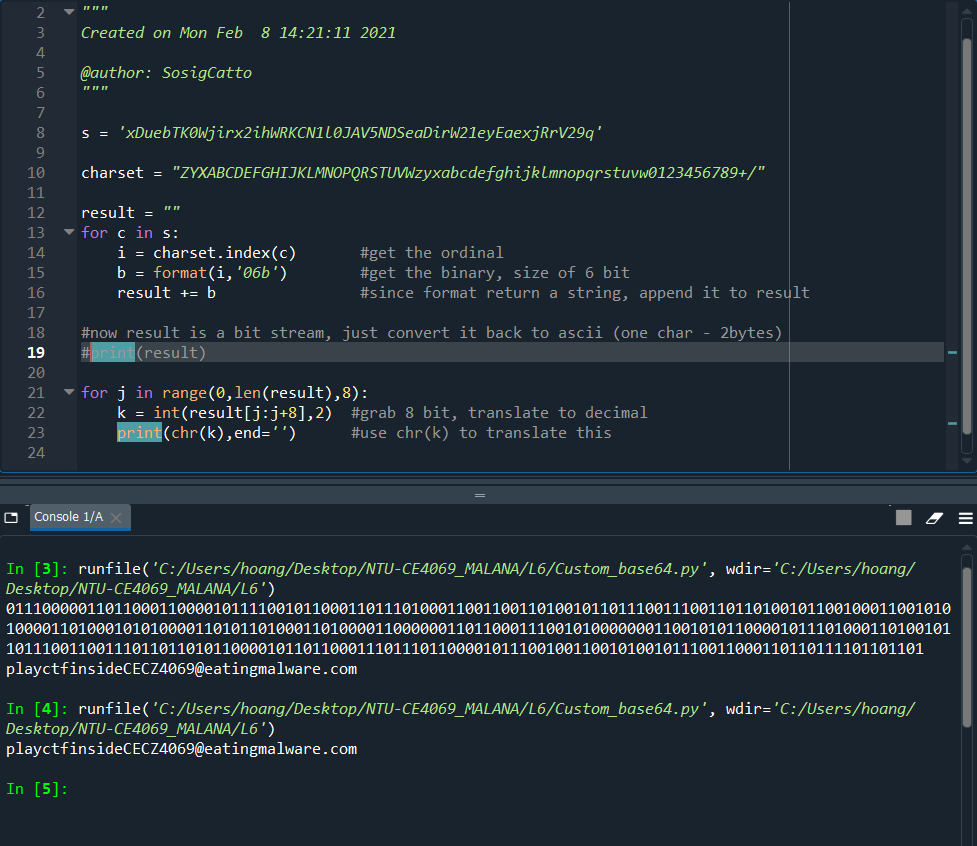 2 """
3 Created on Mon Feb  8 14:21:11 2021
4
5 @author: SosigCatto
6 """
7
8 s = 'xDuebTK0Wjirx2ihWRKCN1l0JAV5NDSeaDirW21eyEaexjRrV29q'
9
10 charset = "ZYXABCDEFGHIJKLMNOPQRSTUVWzyxabcdefghijklmnopqrstuvw0123456789+/"
11
12 result = ""
13 for c in s:
14     i = charset.index(c)       #get the ordinal
15     b = format(i,'06b')        #get the binary, size of 6 bit
16     result += b                #since format return a string, append it to result
17
18 #now result is a bit stream, just convert it back to ascii (one char - 2bytes)
19 #print(result)
20
21 for j in range(0,len(result),8):
22     k = int(result[j:j+8],2)  #grab 8 bit, translate to decimal
23     print(chr(k),end='')      #use chr(k) to translate this
24
Console 1/A
In [3]: runfile('C:/Users/hoang/Desktop/NTU-CE4069_MALANA/L6/Custom_base64.py', wdir='C:/Users/hoang/
Desktop/NTU-CE4069_MALANA/L6')
011100000110110001100001011110010110001101110100011001100110100101101110011100110110100101100100011001010
100001101000101010000110101101000110100001100000011011000111001010000000110010101100001011101000110100101
101110011001110110110101100001011011000111011101100001011100100110010100101110011000110110111101101101
playctfinsideCECZ4069@eatingmalware.com
In [4]: runfile('C:/Users/hoang/Desktop/NTU-CE4069_MALANA/L6/Custom_base64.py', wdir='C:/Users/hoang/
Desktop/NTU-CE4069_MALANA/L6')
playctfinsideCECZ4069@eatingmalware.com
In [5]: